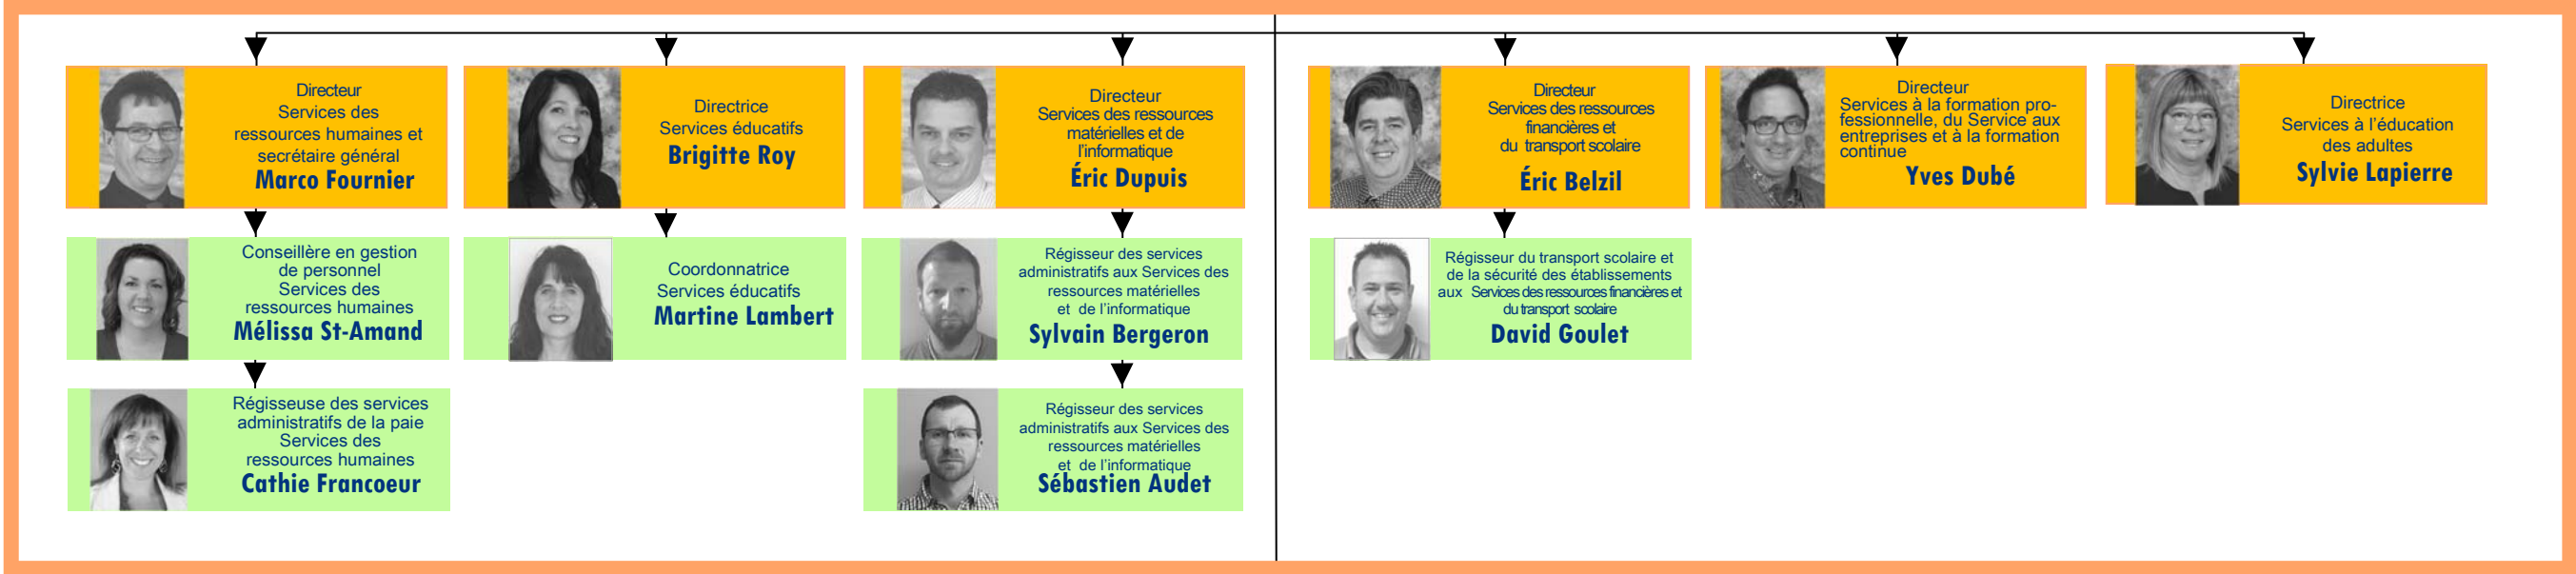 Directeur
Services des
ressources humaines et
secrétaire général
Marco Fournier
Directrice
Services éducatifs
Brigitte Roy
Directeur
Services des ressources
matérielles et de
l'informatique
Éric Dupuis
Directeur
Services des ressources
financières et
du transport scolaire
Éric Belzil
Directeur
Services à la formation pro-
fessionnelle, du Service aux
entreprises et à la formation
continue
Yves Dubé
Directrice
Services à l'éducation
des adultes
Sylvie Lapierre
Conseillère en gestion
de personnel
Services des
ressources humaines
Mélissa St-Amand
Coordonnatrice
Services éducatifs
Martine Lambert
Régisseur des services
administratifs aux Services des
ressources matérielles
et de l'informatique
Sylvain Bergeron
Régisseur du transport scolaire et
de la sécurité des établissements
aux Services des ressources financières et
du transport scolaire
David Goulet
Régisseuse des services
administratifs de la paie
Services des
ressources humaines
Cathie Francoeur
Régisseur des services
administratifs aux Services des
ressources matérielles
et de l'informatique
Sébastien Audet